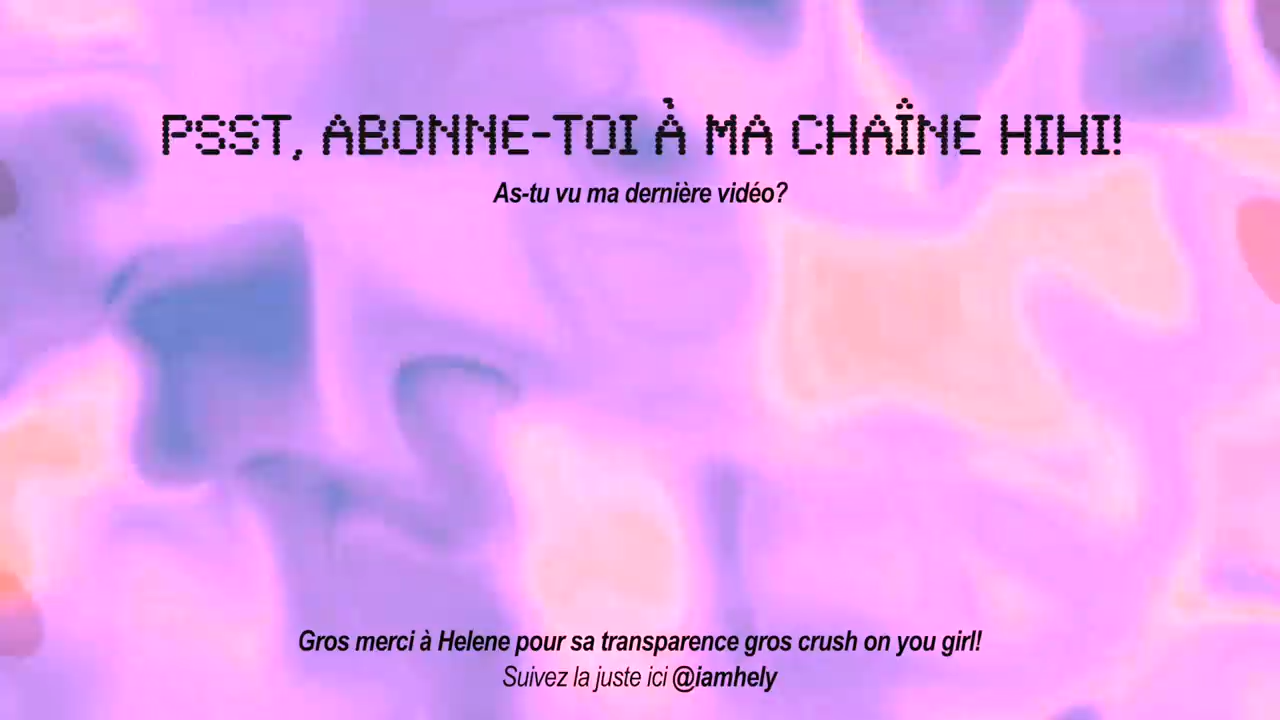 PSST, ABONNE-TOI À MA CHAÎNE HIHI!
As-tu vu ma dernière vidéo?
Gros merci à Helene pour sa transparence gros crush on you girl!
Suivez la juste ici @iamhely